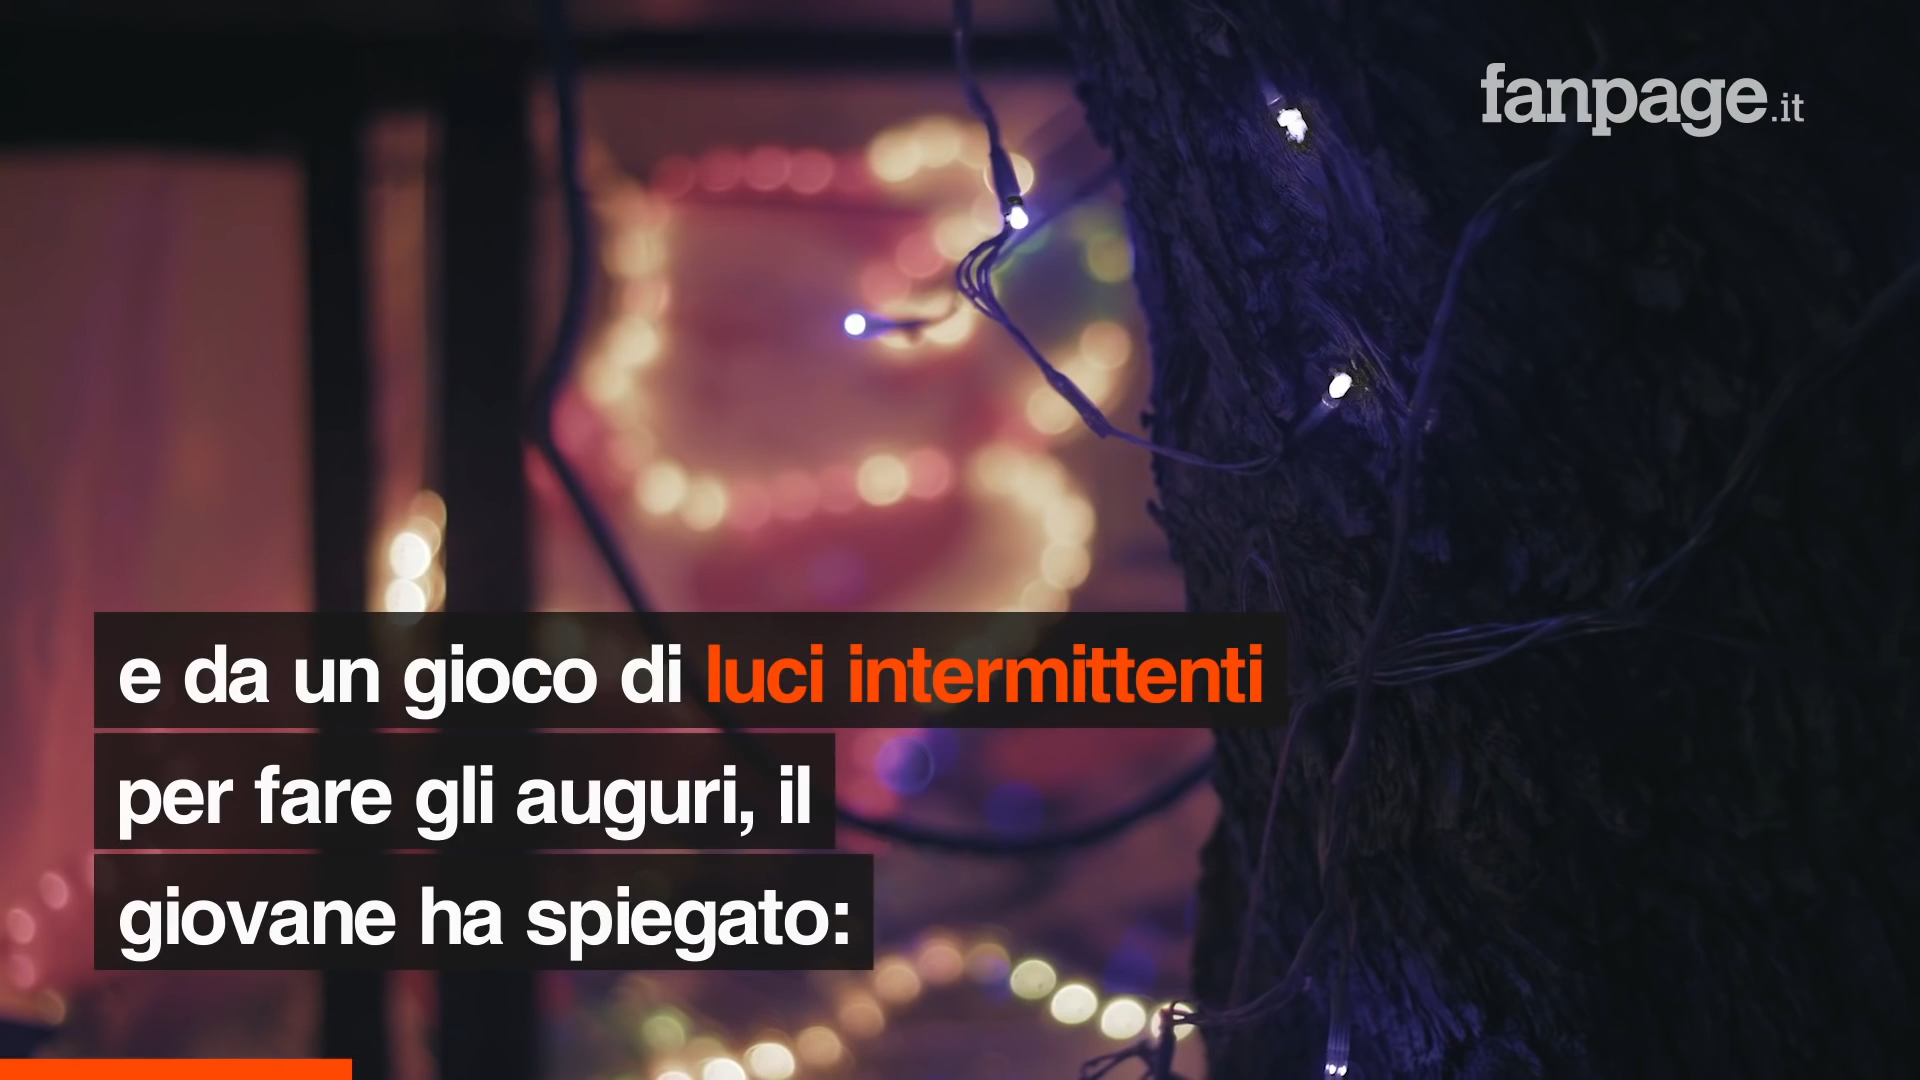 fanpage.it
e da un gioco di luci intermittenti
per fare gli auguri, il
giovane ha spiegato: